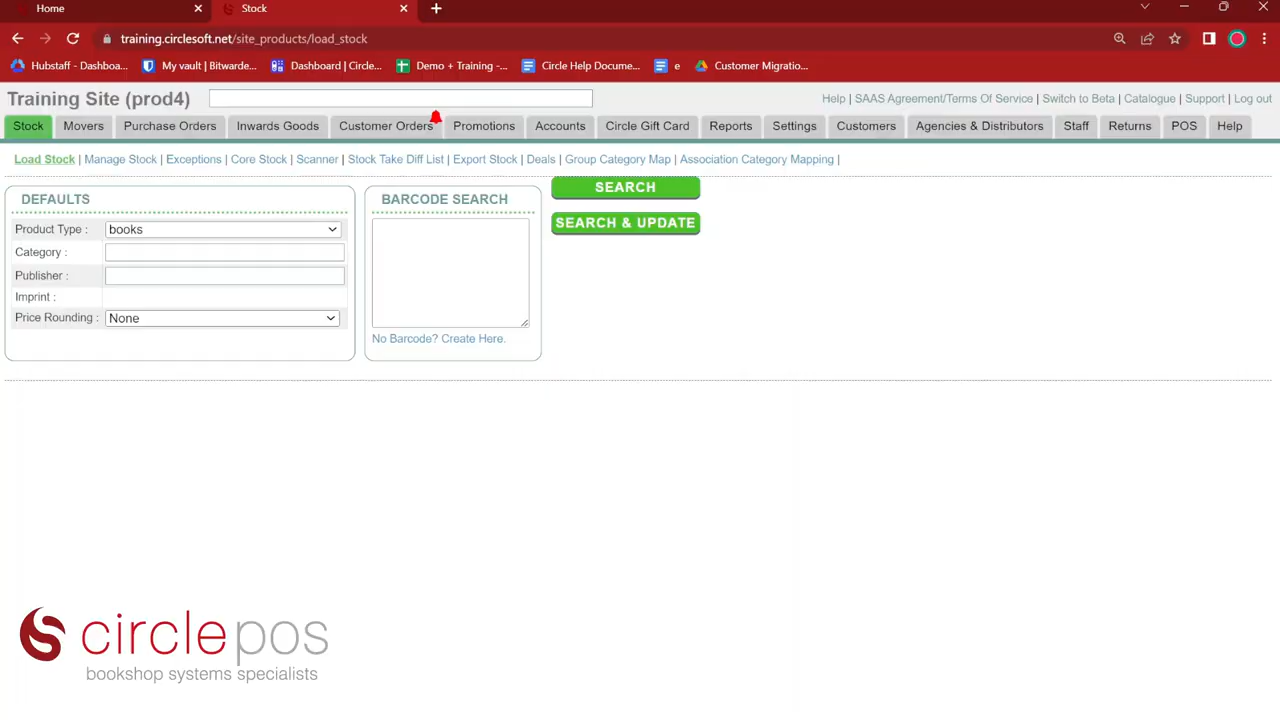 Home
Stock
training.circlesoft.net/site_products/load_stock
Hubstaff - Dashboa... My vault | Bitwarde... Dashboard | Circle... Demo + Training -... Circle Help Docume... e Customer Migratio...
Training Site (prod4)
Help | SAAS Agreement/Terms Of Service | Switch to Beta | Catalogue | Support | Log out
Stock Movers Purchase Orders Inwards Goods Customer Orders Promotions Accounts Circle Gift Card Reports Settings Customers Agencies & Distributors Staff Returns POS Help
Load Stock | Manage Stock | Exceptions | Core Stock | Scanner | Stock Take Diff List | Export Stock | Deals | Group Category Map | Association Category Mapping |
DEFAULTS
Product Type : books
Category :
Publisher :
Imprint :
Price Rounding : None
BARCODE SEARCH
No Barcode? Create Here.
SEARCH
SEARCH & UPDATE
circlepos
bookshop systems specialists